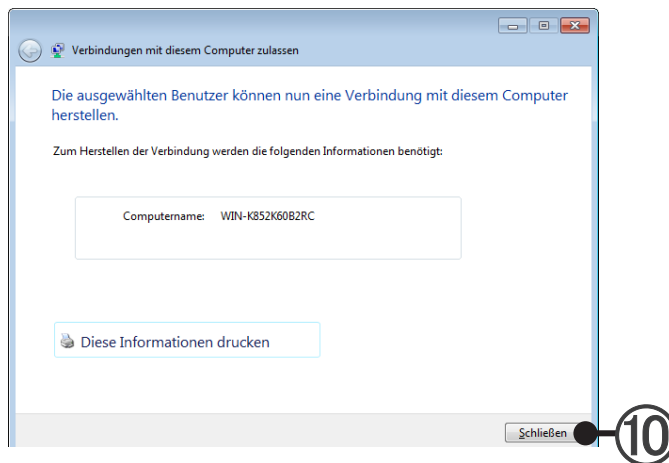 Verbindungen mit diesem Computer zulassen
Die ausgewählten Benutzer können nun eine Verbindung mit diesem Computer
herstellen.
Zum Herstellen der Verbindung werden die folgenden Informationen benötigt:
Computername: WIN-K852K60B2RC
Diese Informationen drucken
Schließen
10